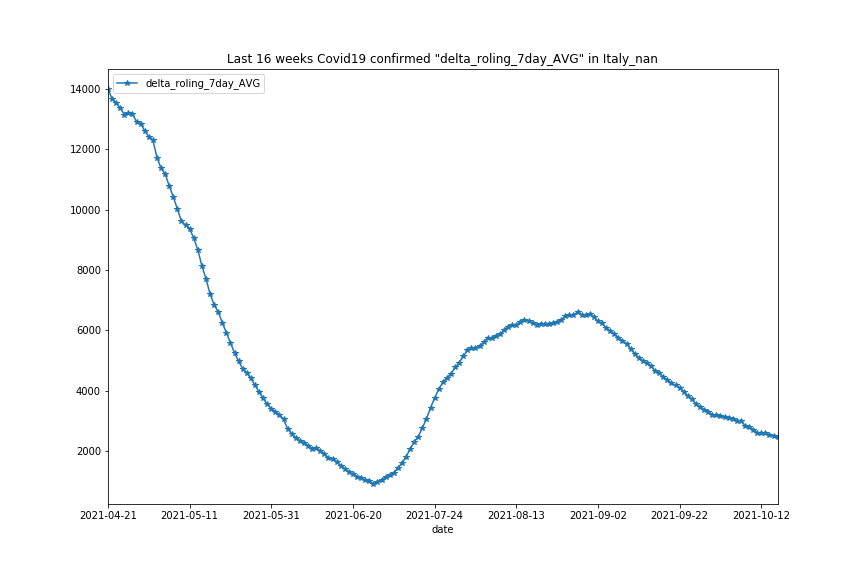 Last 16 weeks Covid19 confirmed "delta_roling_7day_AVG" in Italy_nan
delta_roling_7day_AVG
14000
12000
10000
8000
6000
4000
2000
2021-04-21 2021-05-11 2021-05-31 2021-06-20 2021-07-24 2021-08-13 2021-09-02 2021-09-22 2021-10-12
date